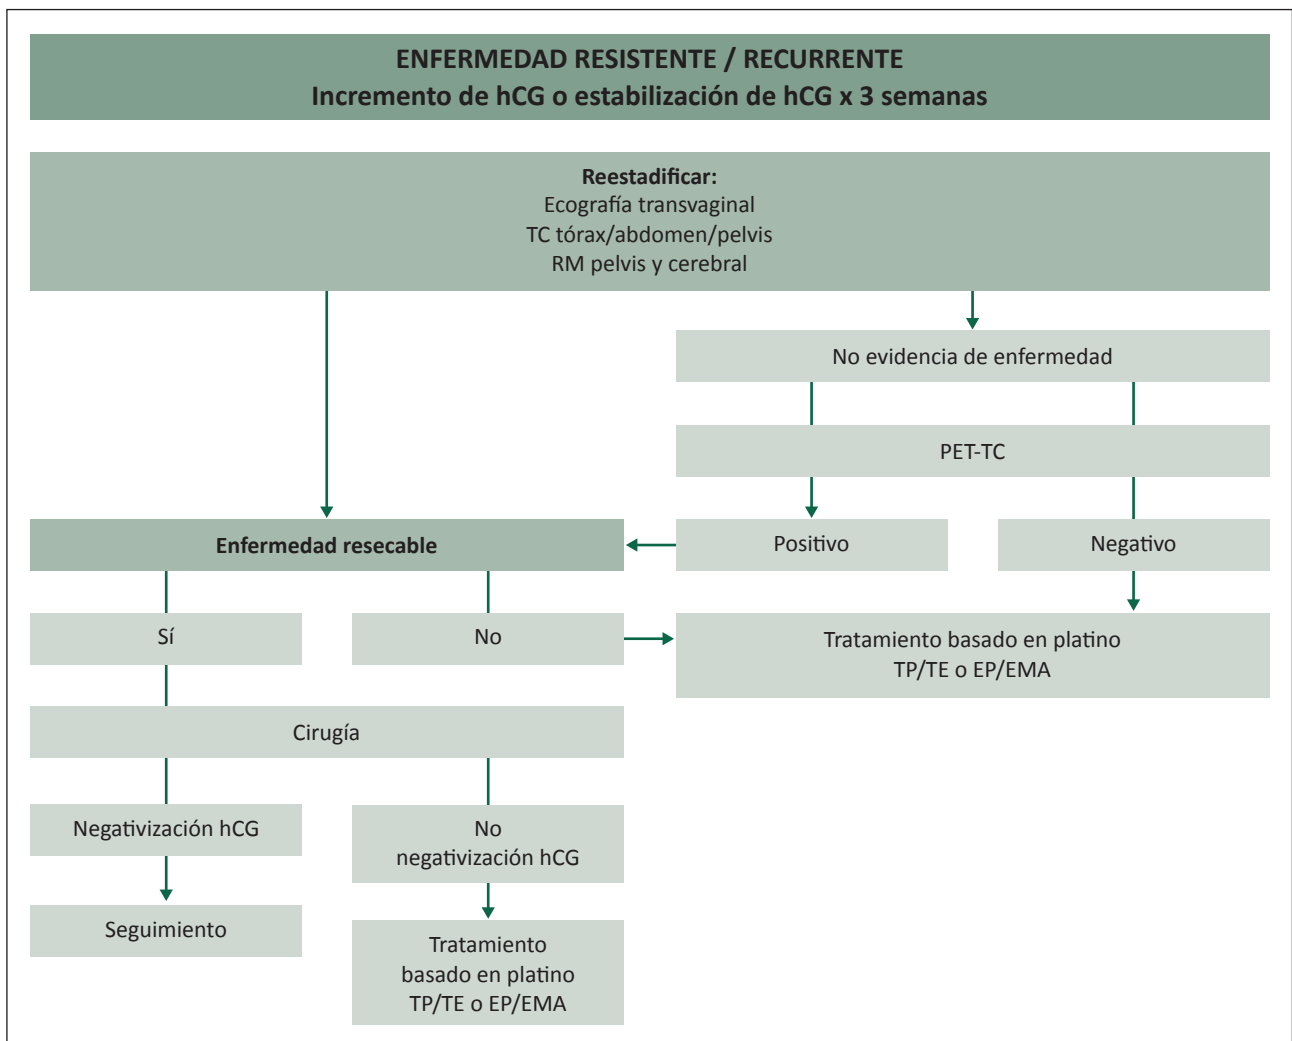 ENFERMEDAD RESISTENTE / RECURRENTE
Incremento de hCG o estabilización de hCG x 3 semanas
Reestadificar:
Ecografía transvaginal
TC tórax/abdomen/pelvis
RM pelvis y cerebral
No evidencia de enfermedad
PET-TC
Enfermedad resecable
Positivo
Negativo
Sí
No
Tratamiento basado en platino
TP/TE o EP/EMA
Cirugía
Negativización hCG
No
negativización hCG
Seguimiento
Tratamiento
basado en platino
TP/TE o EP/EMA